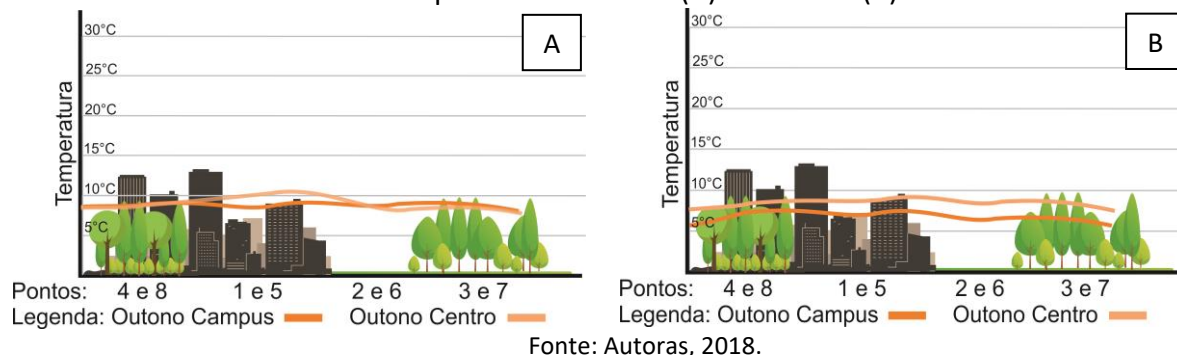 (A) (B)
30°C
25°C
20°C
15°C
10°C
5°C
Temperatura
A
Pontos: 4 e 8 1 e 5 2 e 6 3 e 7
Legenda: Outono Campus Outono Centro
30°C
25°C
20°C
15°C
10°C
5°C
Temperatura
B
Pontos: 4 e 8 1 e 5 2 e 6 3 e 7
Legenda: Outono Campus Outono Centro
Fonte: Autoras, 2018.